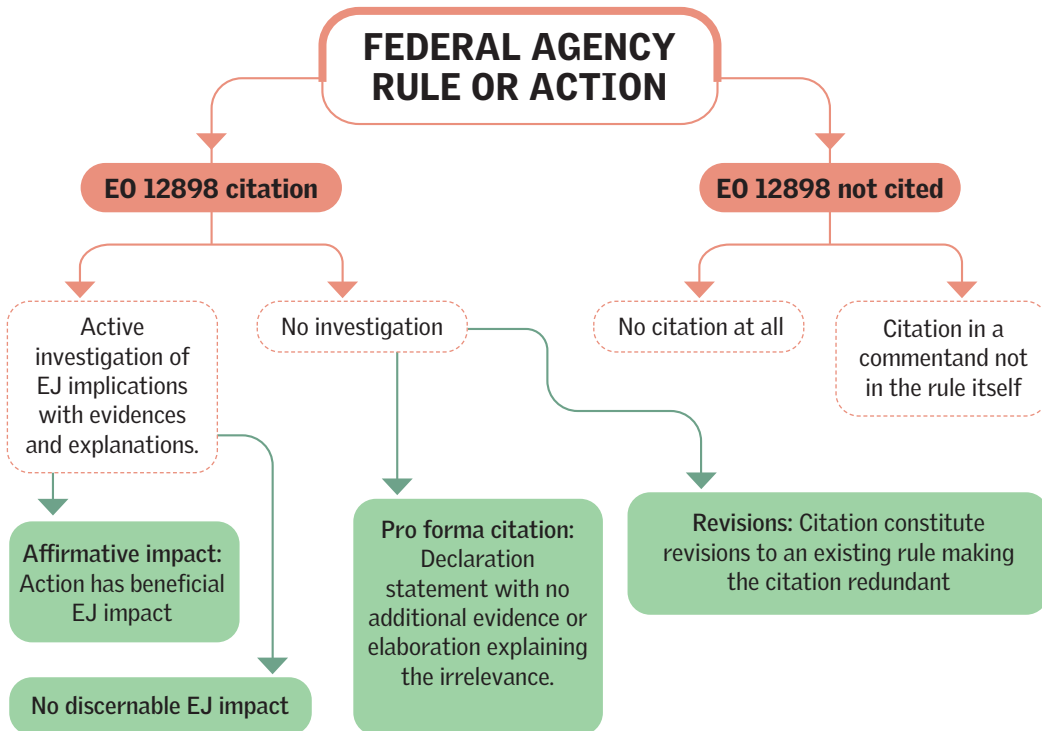 FEDERAL AGENCY
RULE OR ACTION
EO 12898 citation
EO 12898 not cited
Active
investigation of
EJ implications
with evidences
and explanations.
No investigation
No citation at all
Citation in a
commentand not
in the rule itself
Affirmative impact:
Action has beneficial
EJ impact
No discernable EJ impact
Pro forma citation:
Declaration
statement with no
additional evidence or
elaboration explaining
the irrelevance.
Revisions: Citation constitute
revisions to an existing rule making
the citation redundant